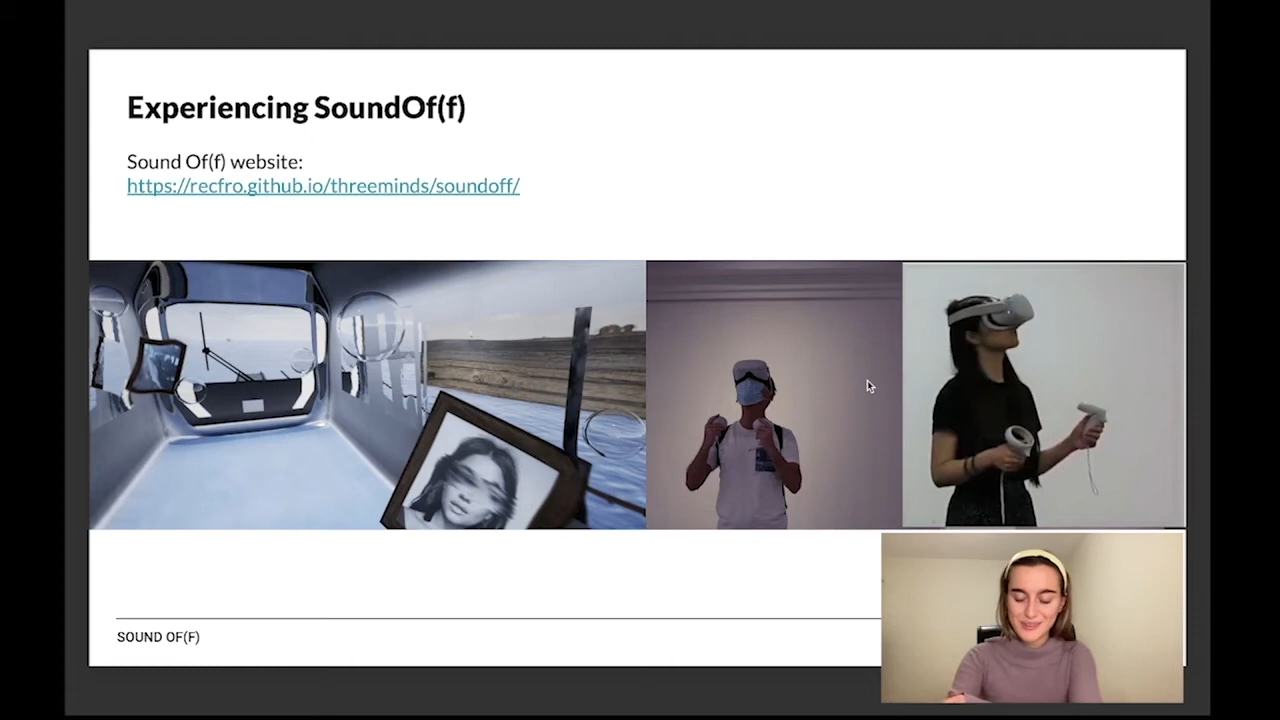 Experiencing SoundOf(f)
Sound Of(f) website:
https://recfro.github.io/threeminds/soundoff/
SOUND OF(F)